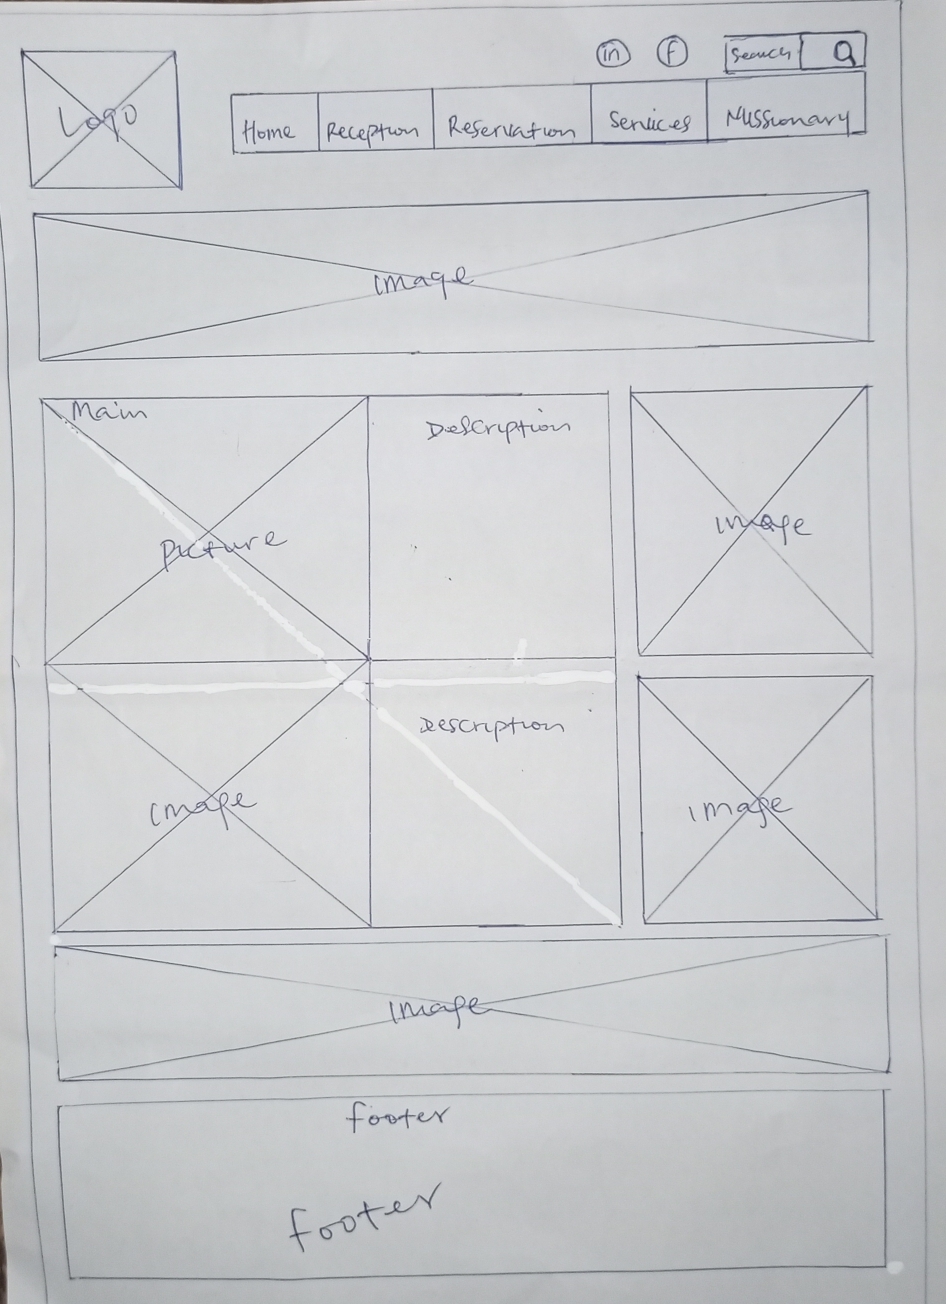 in f Search
Logo
Home Reception Reservation Services Missionary
image
Main
Picture
Description
image
image
Description
image
image
footer
footer